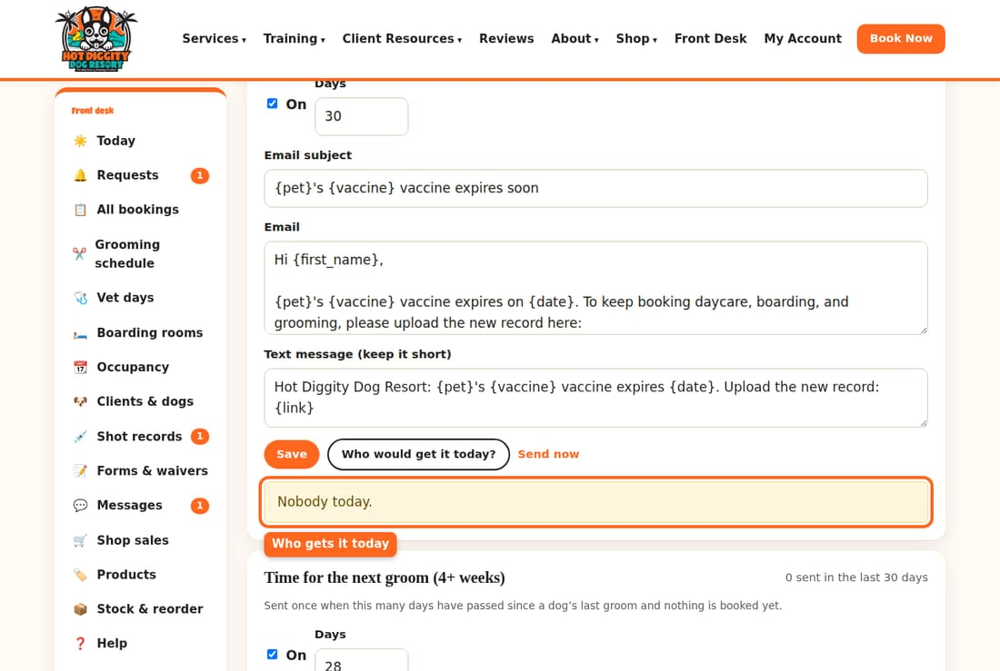 HOT DIGGITY
DOG RESORT
Services ▾
Training ▾
Client Resources ▾
Reviews
About ▾
Shop ▾
Front Desk
My Account
Book Now
Front desk
Today
Requests 1
All bookings
Grooming
schedule
Vet days
Boarding rooms
Occupancy
Clients & dogs
Shot records 1
Forms & waivers
Messages 1
Shop sales
Products
Stock & reorder
Help
Days
On
30
Email subject
{pet}'s {vaccine} vaccine expires soon
Email
Hi {first_name},
{pet}'s {vaccine} vaccine expires on {date}. To keep booking daycare, boarding, and
grooming, please upload the new record here:
Text message (keep it short)
Hot Diggity Dog Resort: {pet}'s {vaccine} vaccine expires {date}. Upload the new record:
{link}
Save
Who would get it today?
Send now
Nobody today.
Who gets it today
Time for the next groom (4+ weeks)
0 sent in the last 30 days
Sent once when this many days have passed since a dog’s last groom and nothing is booked yet.
Days
On
28